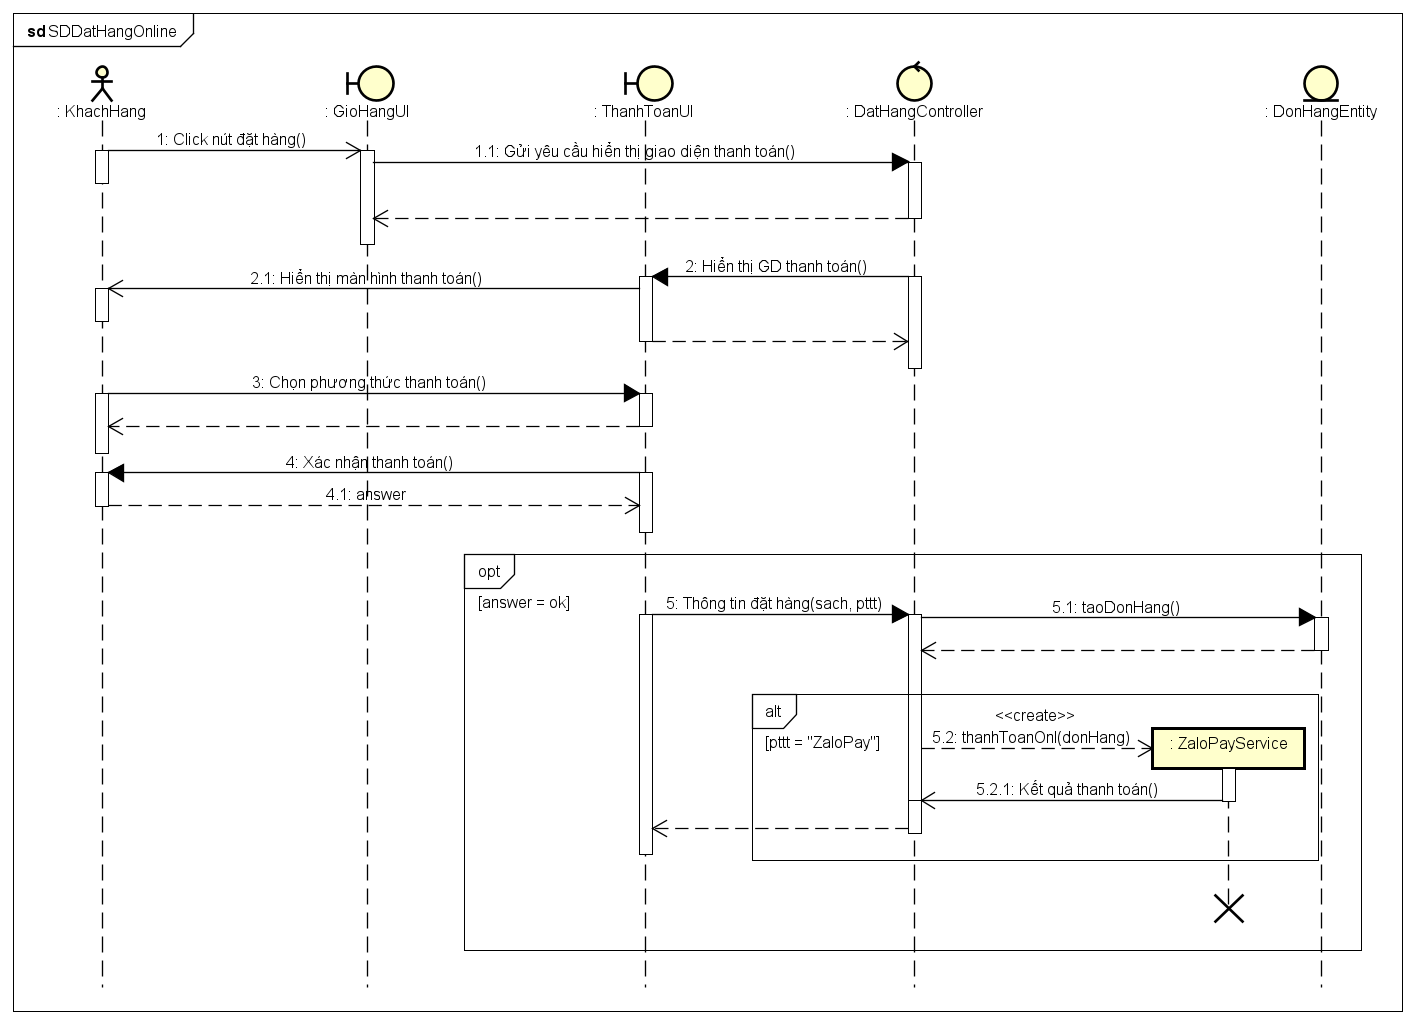 sd SDDatHangOnline
: KhachHang
: GioHangUI
: ThanhToanUI
: DatHangController
: DonHangEntity
1: Click nút đặt hàng()
1.1: Gửi yêu cầu hiển thị giao diện thanh toán()
2: Hiển thị GD thanh toán()
2.1: Hiển thị màn hình thanh toán()
3: Chọn phương thức thanh toán()
4: Xác nhận thanh toán()
4.1: answer
opt
[answer = ok]
5: Thông tin đặt hàng(sach, pttt)
5.1: taoDonHang()
alt
[pttt = "ZaloPay"]
<<create>>
5.2: thanhToanOnl(donHang)
: ZaloPayService
5.2.1: Kết quả thanh toán()